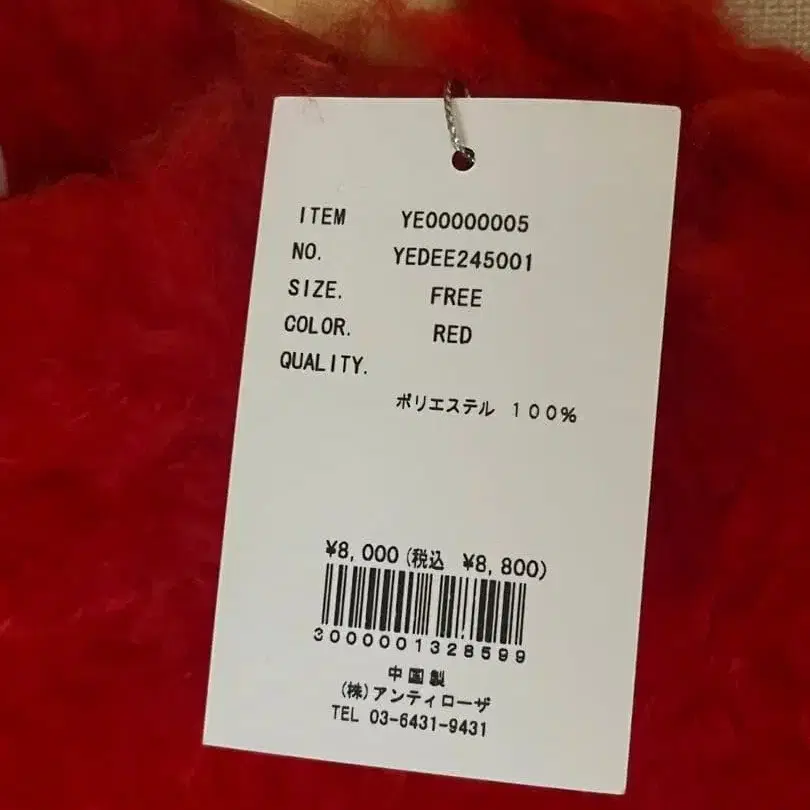 ITEM YE00000005
NO. YEDEE245001
SIZE. FREE
COLOR. RED
QUALITY.
ポリエステル 100%
¥8,000(税込 ¥8,800)
3000001328599
中国製
(株)アンティローザ
TEL 03-6431-9431